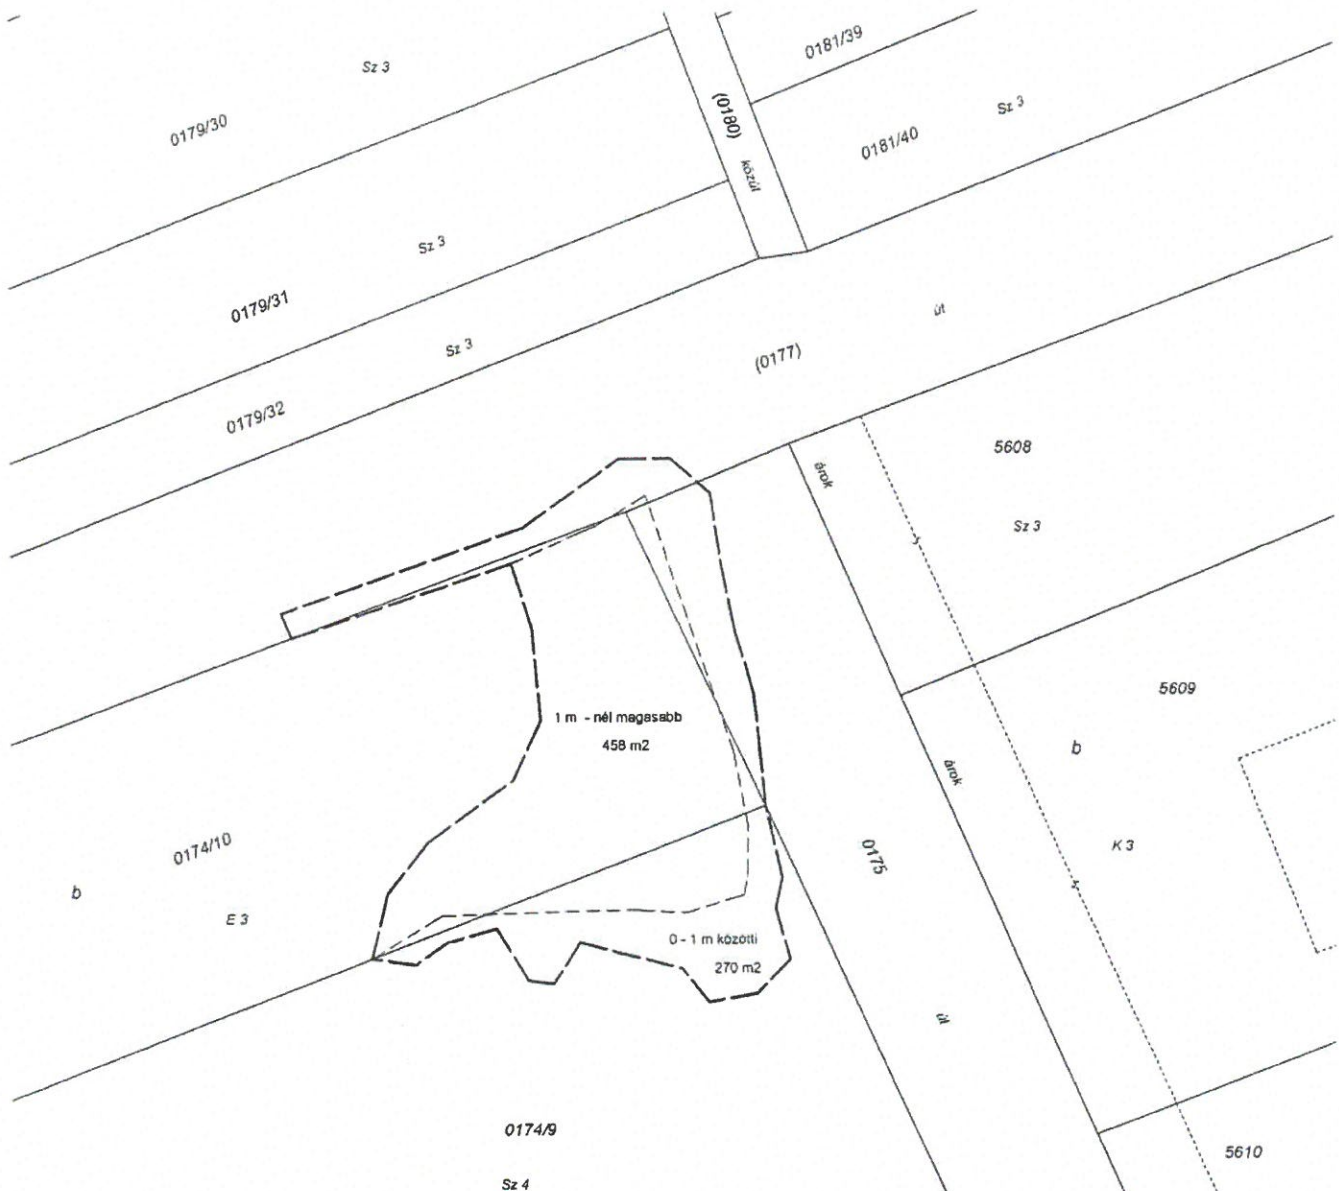 Sz 3
0181/39
0179/30
(0180)
közút
Sz 3
0181/40
Sz 3
0179/31
út
Sz 3
(0177)
0179/32
5608
árok
Sz 3
5609
1 m - nél magasabb
458 m2
b
árok
0174/10
0175
K 3
b
E 3
0 - 1 m közötti
270 m2
út
0174/9
5610
Sz 4